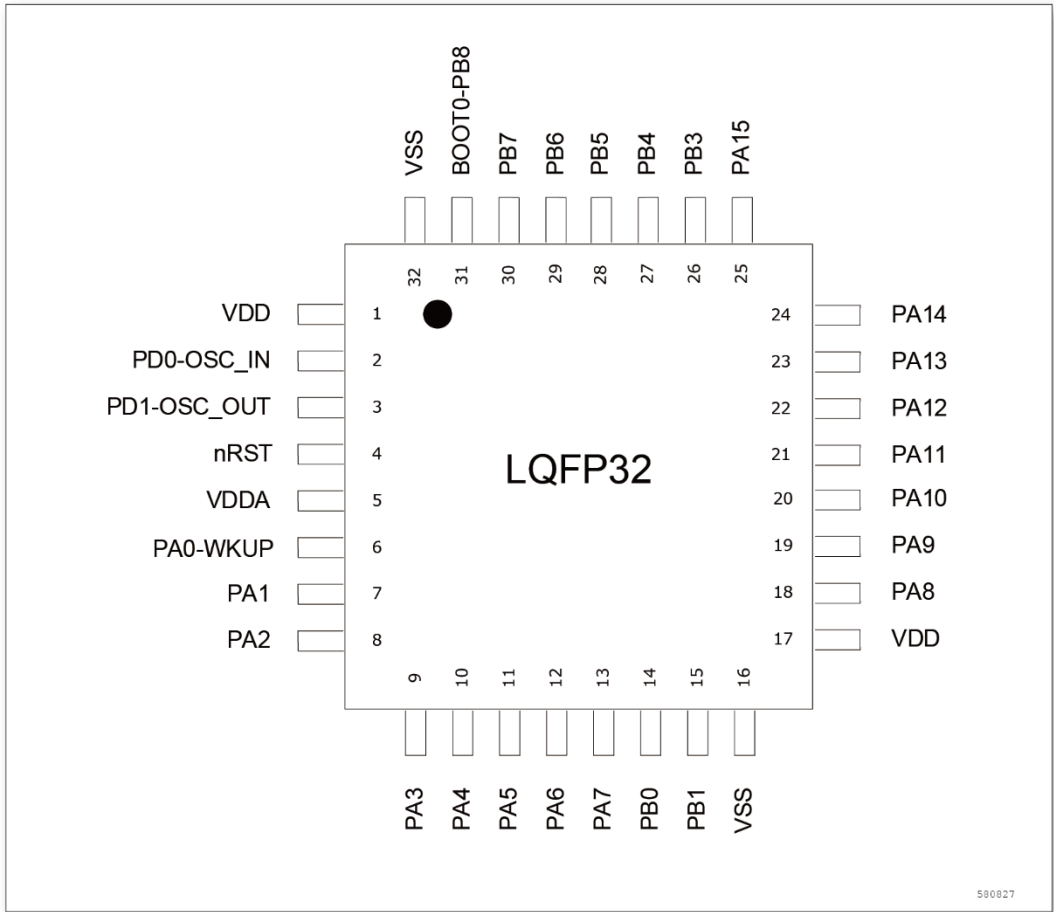 VSS
BOOT0-PB8
PB7
PB6
PB5
PB4
PB3
PA15
32
31
30
29
28
27
26
25
VDD 1
PD0-OSC_IN 2
PD1-OSC_OUT 3
nRST 4
VDDA 5
PA0-WKUP 6
PA1 7
PA2 8
LQFP32
24 PA14
23 PA13
22 PA12
21 PA11
20 PA10
19 PA9
18 PA8
17 VDD
9
10
11
12
13
14
15
16
PA3
PA4
PA5
PA6
PA7
PB0
PB1
VSS
580827